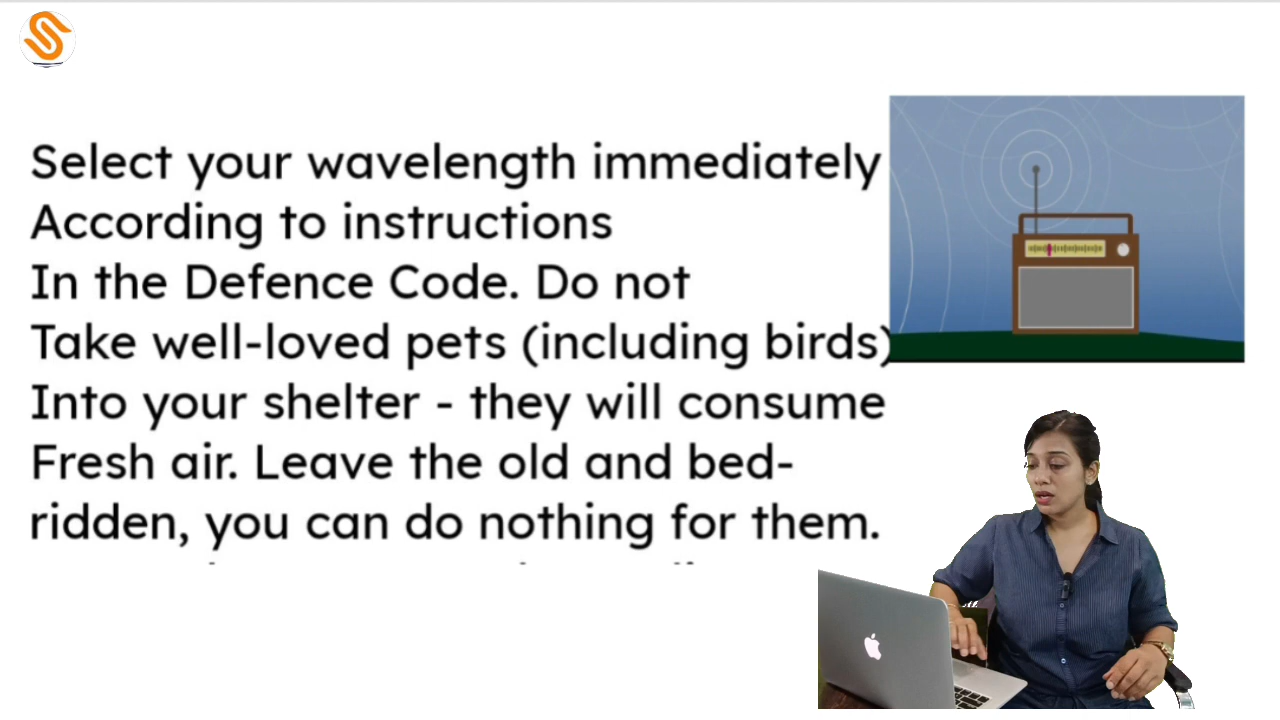 Select your wavelength immediately
According to instructions
In the Defence Code. Do not
Take well-loved pets (including birds)
Into your shelter - they will consume
Fresh air. Leave the old and bed-
ridden, you can do nothing for them.